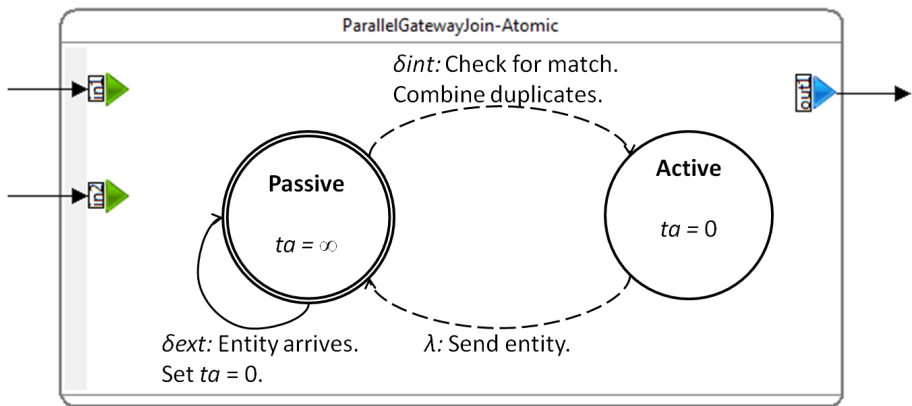 ParallelGatewayJoin-Atomic
δint: Check for match.
Combine duplicates.
in1
out1
Passive
Active
in2
ta = ∞
ta = 0
δext: Entity arrives.
Set ta = 0.
λ: Send entity.